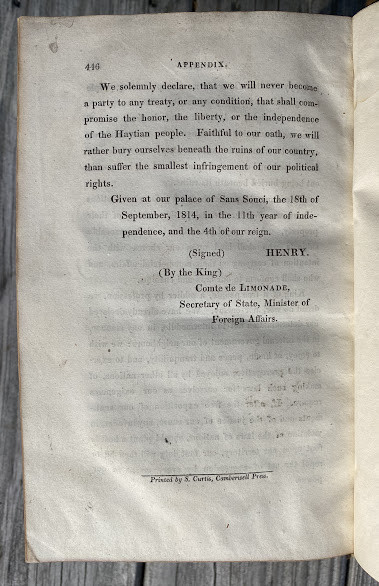 446 APPENDIX.
We solemnly declare, that we will never become
a party to any treaty, or any condition, that shall com-
promise the honor, the liberty, or the independence
of the Haytian people. Faithful to our oath, we will
rather bury ourselves beneath the ruins of our country,
than suffer the smallest infringement of our political
rights.
Given at our palace of Sans Souci, the 18th of
September, 1814, in the 11th year of inde-
pendence, and the 4th of our reign.
(Signed) HENRY.
(By the King)
Comte de LIMONADE,
Secretary of State, Minister of
Foreign Affairs.
Printed by S. Curtis, Camberwell Press.